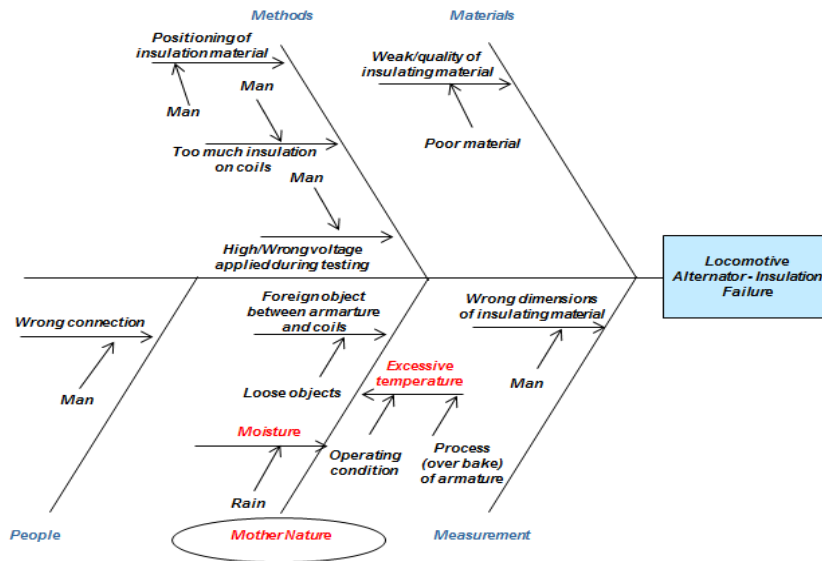 Methods
Materials
Positioning of
insulation material
Weak/quality of
insulating material
Man
Man
Poor material
Too much insulation
on coils
Man
High/Wrong voltage
applied during testing
Locomotive
Alternator - Insulation
Failure
Wrong connection
Man
Foreign object
between armarture
and coils
Loose objects
Wrong dimensions
of insulating material
Man
Excessive
temperature
Operating
condition
Process
(over bake)
of armature
Moisture
Rain
People
Mother Nature
Measurement